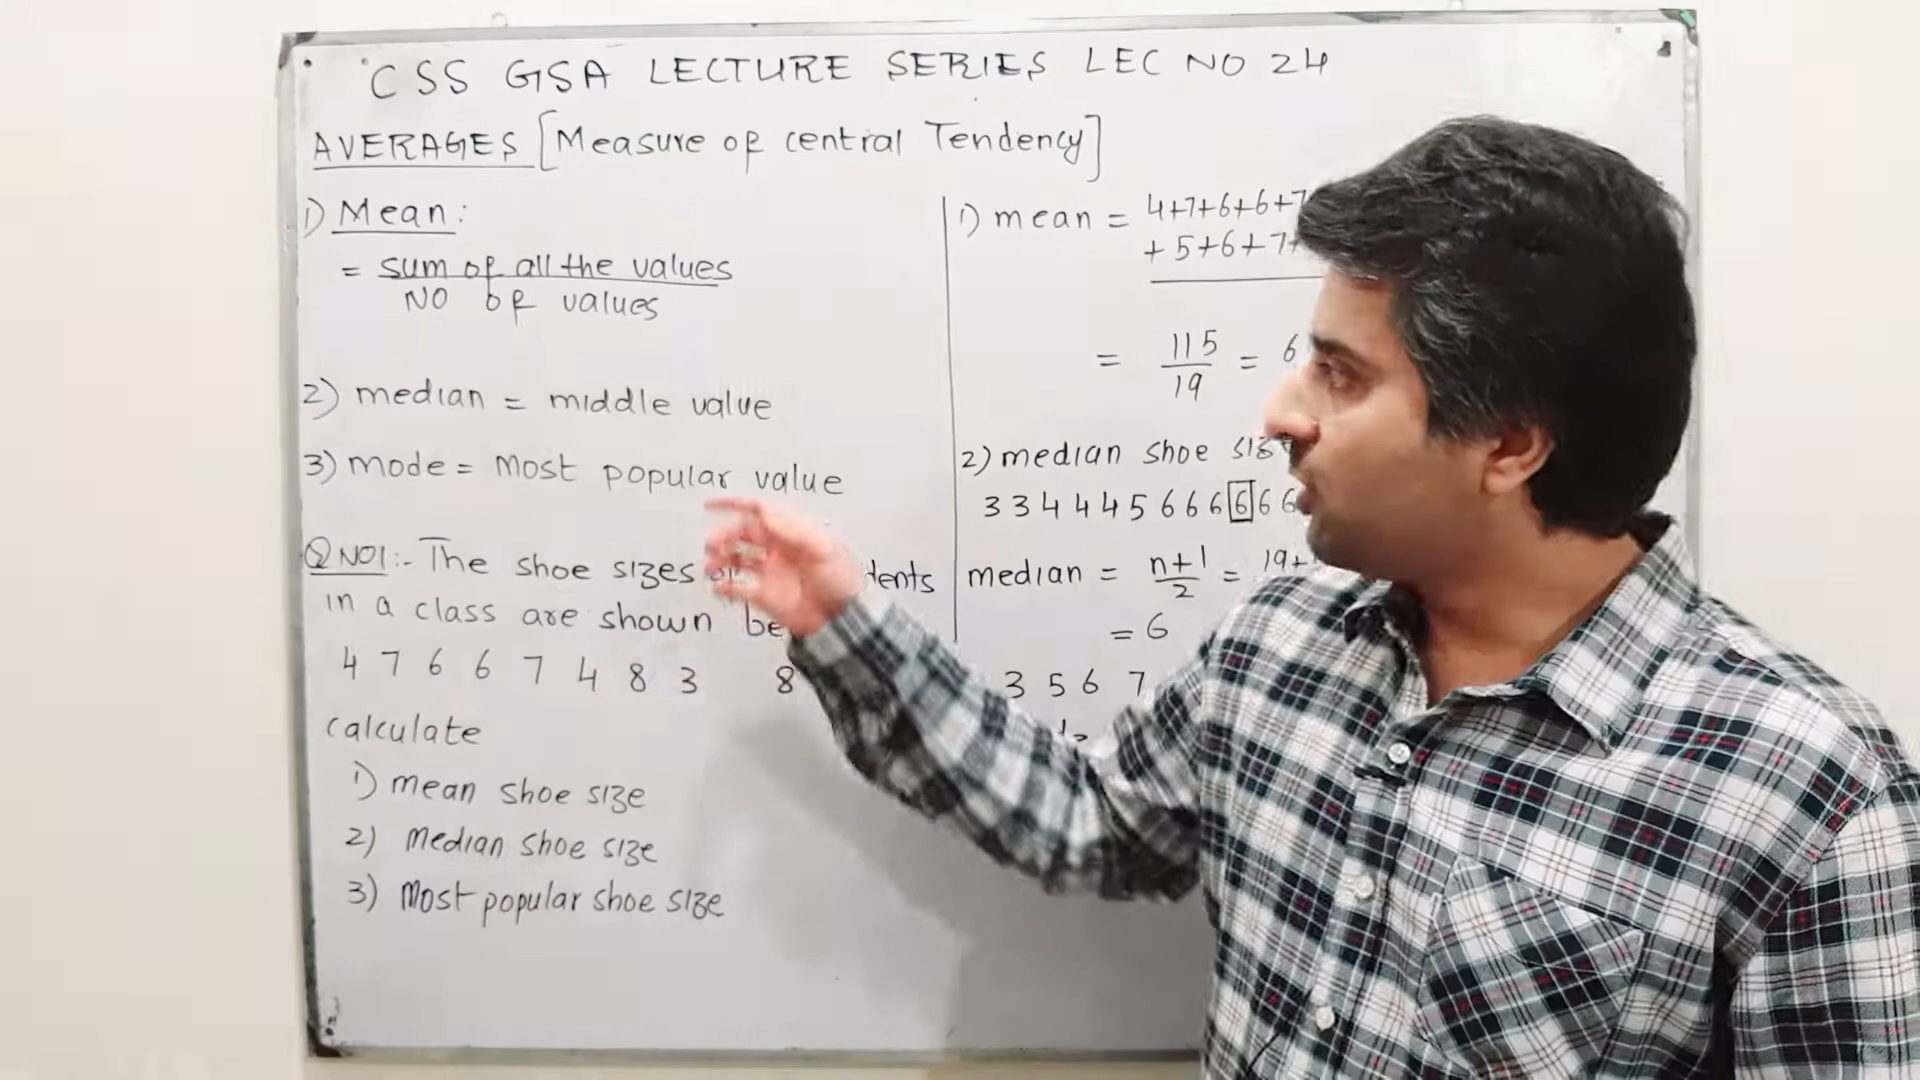 CSS GSA LECTURE SERIES LEC NO 24
AVERAGES [Measure of central Tendency]
1) Mean:
= sum of all the values
NO of values
2) median = middle value
3) mode = Most popular value
Q NO1:- The shoe sizes
in a class are shown
4 7 6 6 7 4 8 3 8
calculate
1) mean shoe size
2) Median shoe size
3) Most popular shoe size
1) mean = 4+7+6+6+7
+5+6+7+
= 115
19 = 6
2) median shoe
3 3 4 4 4 5 6 6 6 6 6 6
median = n+1
2 = 19+
= 6
3 5 6 7